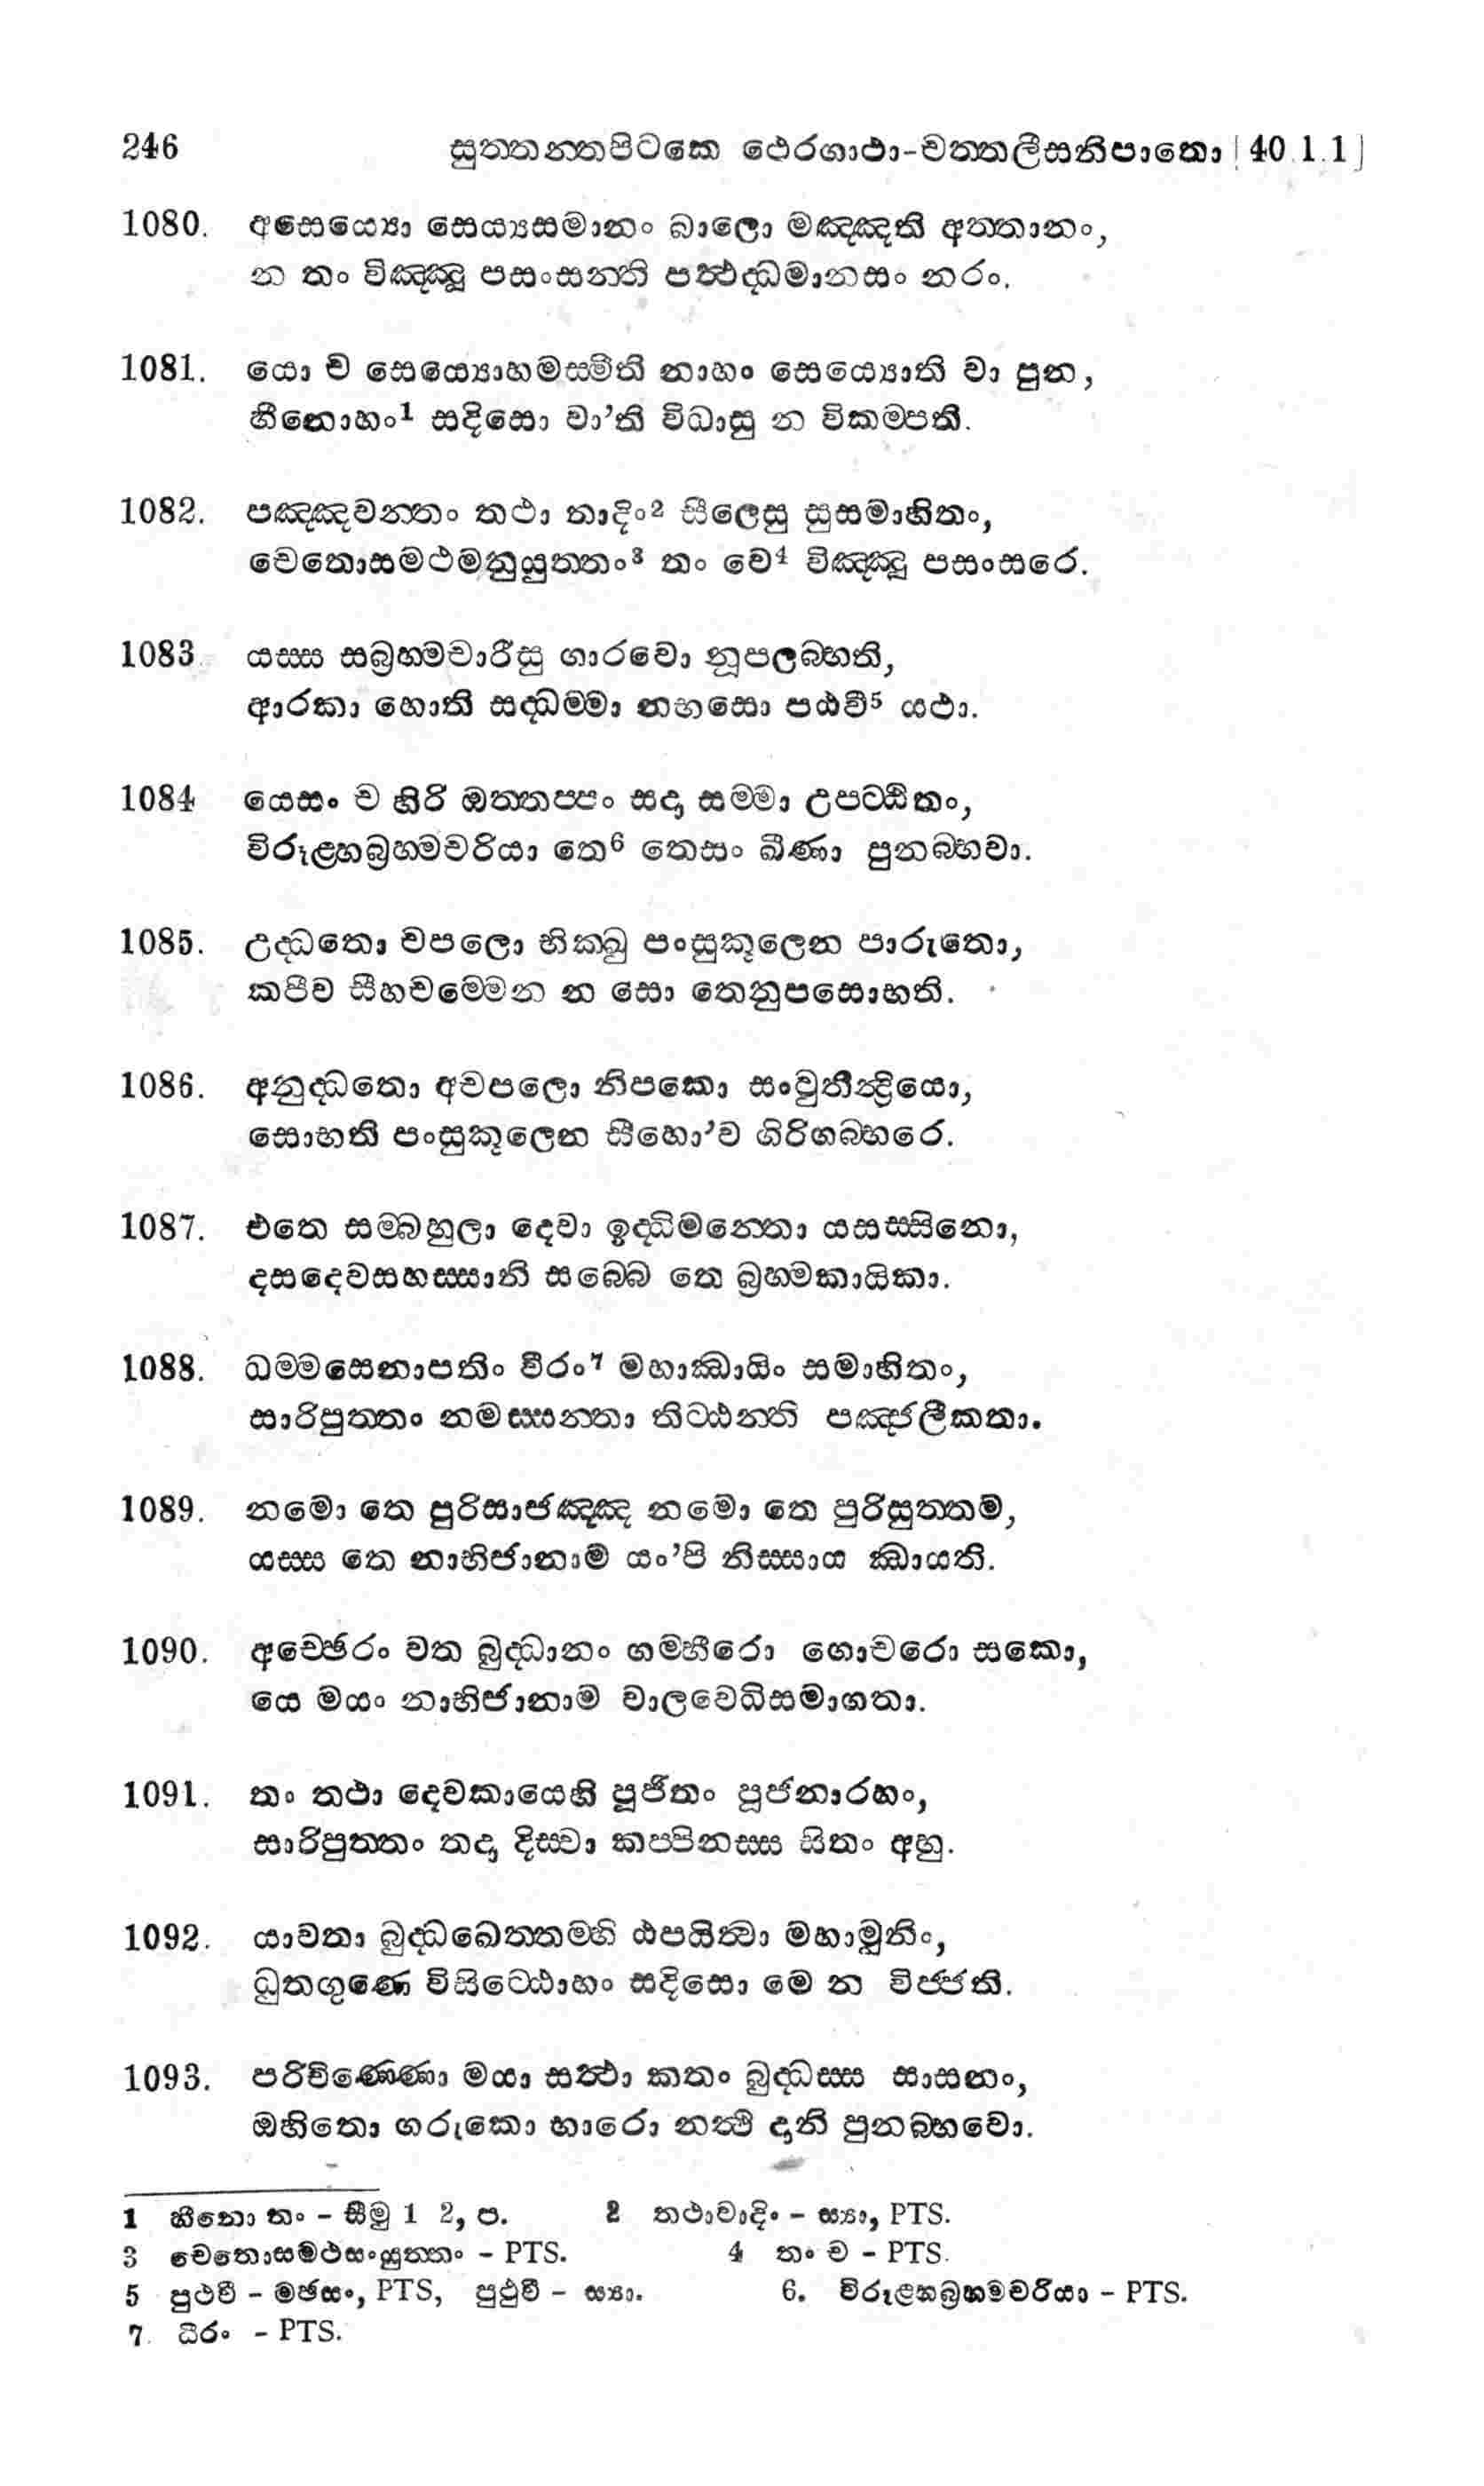 246 සුත්තන්තපිටකෙ ථෙරගාථා-චත්තලීසනිපාතො [40.1.1]
1080. අසෙය්‍යො සෙය්‍යසමානං බාලො මඤ්ඤති අත්තානං,
න තං විඤ්ඤූ පසංසන්ති පත්‍ථද්ධමානසං නරං.
1081. යො ච සෙය්‍යොහමස්මීති නාහං සෙය්‍යොති වා පුන,
හීනොහං1 සදිසො වා’ති විධාසු න විකම්පති.
1082. පඤ්ඤවන්තං තථා තාදිං2 සීලෙසු සුසමාහිතං,
චෙතොසමථමනුයුත්තං3 තං වෙ4 විඤ්ඤූ පසංසරෙ.
1083. යස්ස සබ්‍රහ්මචාරීසු ගාරවො නූපලබ්භති,
ආරකා හොති සද්ධම්මා නභසො පඨවී5 යථා.
1084 යෙසං ච හිරි ඔත්තප්පං සදා සම්මා උපට්ඨිතං,
විරූළ්හබ්‍රහ්මචරියා තෙ6 තෙසං ඛීණා පුනබ්භවා.
1085. උද්ධතො චපලො භික්ඛු පංසුකූලෙන පාරුතො,
කපීව සීහචම්මෙන න සො තෙනුපසොභති.
1086. අනුද්ධතො අචපලො නිපකො සංවුතින්‍ද්‍රියො,
සොභති පංසුකූලෙන සීහො’ව ගිරිගබ්භරෙ.
1087. එතෙ සම්බහුලා දෙවා ඉද්ධිමන්තො යසස්සිනො,
දසදෙවසහස්සානි සබ්බෙ තෙ බ්‍රහ්මකායිකා.
1088. ධම්මසෙනාපතිං වීරං7 මහාඣායිං සමාහිතං,
සාරිපුත්තං නමස්සන්තා තිට්ඨන්ති පඤ්ජලීකතා.
1089. නමො තෙ පුරිසාජඤ්ඤ නමො තෙ පුරිසුත්තම,
යස්ස තෙ නාභිජානාම යං’පි නිස්සාය ඣායති.
1090. අච්ඡෙරං වත බුද්ධානං ගම්භීරො ගොචරො සකො,
යෙ මයං නාභිජානාම වාලවෙධිසමාගතා.
1091. තං තථා දෙවකායෙහි පූජිතං පූජනාරහං,
සාරිපුත්තං තදා දිස්වා කප්පිනස්ස සිතං අහු.
1092. යාවතා බුද්ධඛෙත්තම්හි ඨපයිත්‍වා මහාමුනිං,
ධුතගුණෙ විසිට්ඨොහං සදිසො මෙ න විජ්ජති.
1093. පරිචිණ්ණො මයා සත්‍ථා කතං බුද්ධස්ස සාසනං,
ඔහිතො ගරුකො භාරො නත්‍ථි දානි පුනබ්භවො.
1 හීනො තං - සීමු 1 2, ප. 2 තථාවාදිං - ස්‍යා, PTS.
3 චෙතොසමථසංයුත්තං - PTS. 4 තං ච - PTS.
5 පුථවී - මඡසං, PTS, පුථුවී - ස්‍යා. 6. විරූළ්හබ්‍රහ්මචරියා - PTS.
7. ධීරං - PTS.